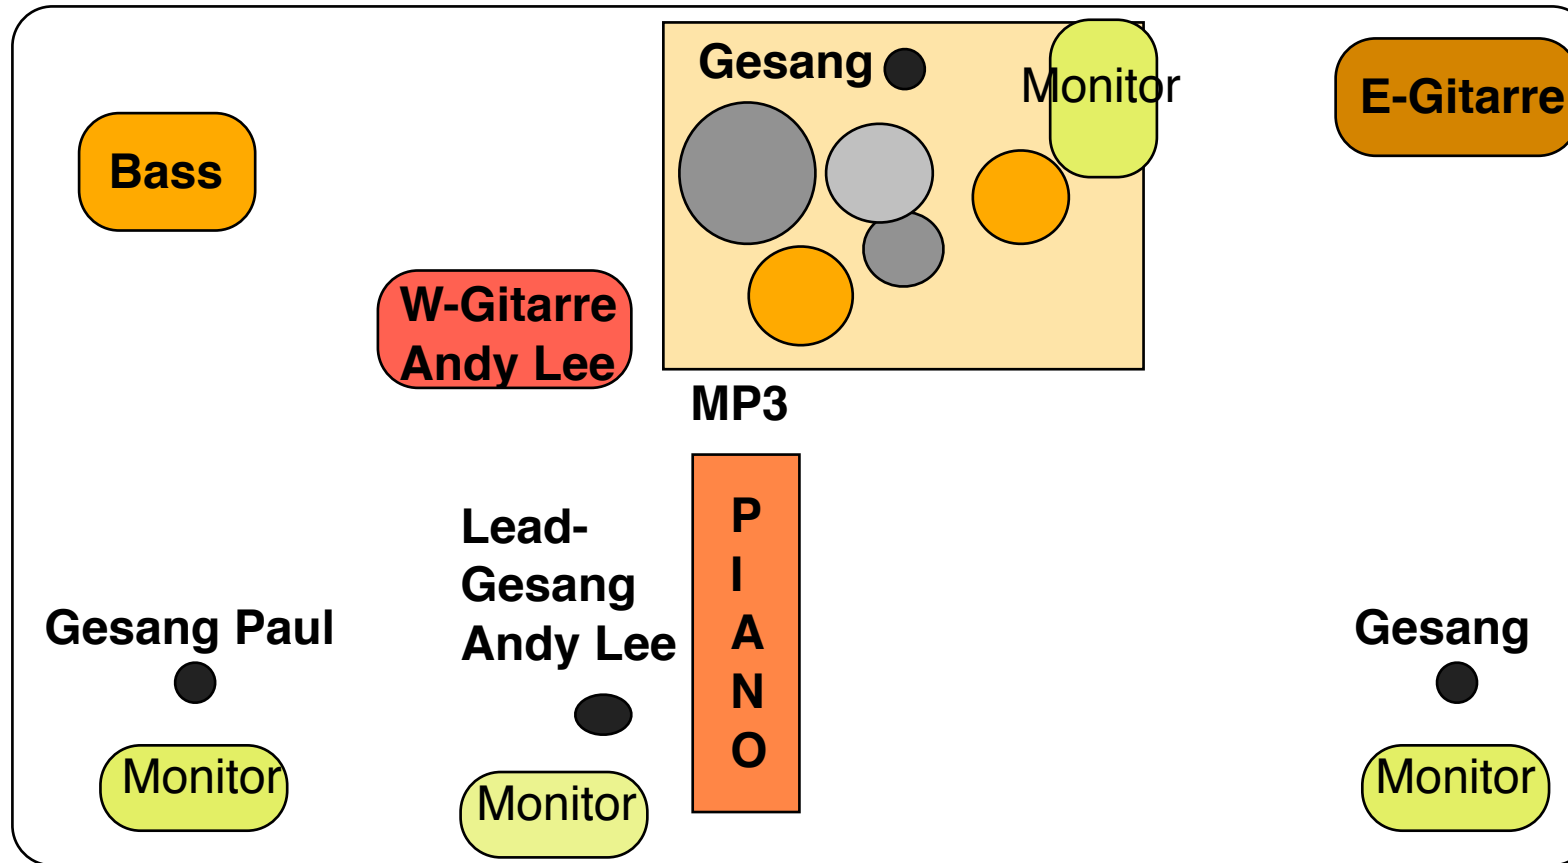 Gesang
Monitor
E-Gitarre
Bass
W-Gitarre
Andy Lee
MP3
P
I
A
N
O
Lead-
Gesang
Andy Lee
Gesang Paul
Gesang
Monitor
Monitor
Monitor